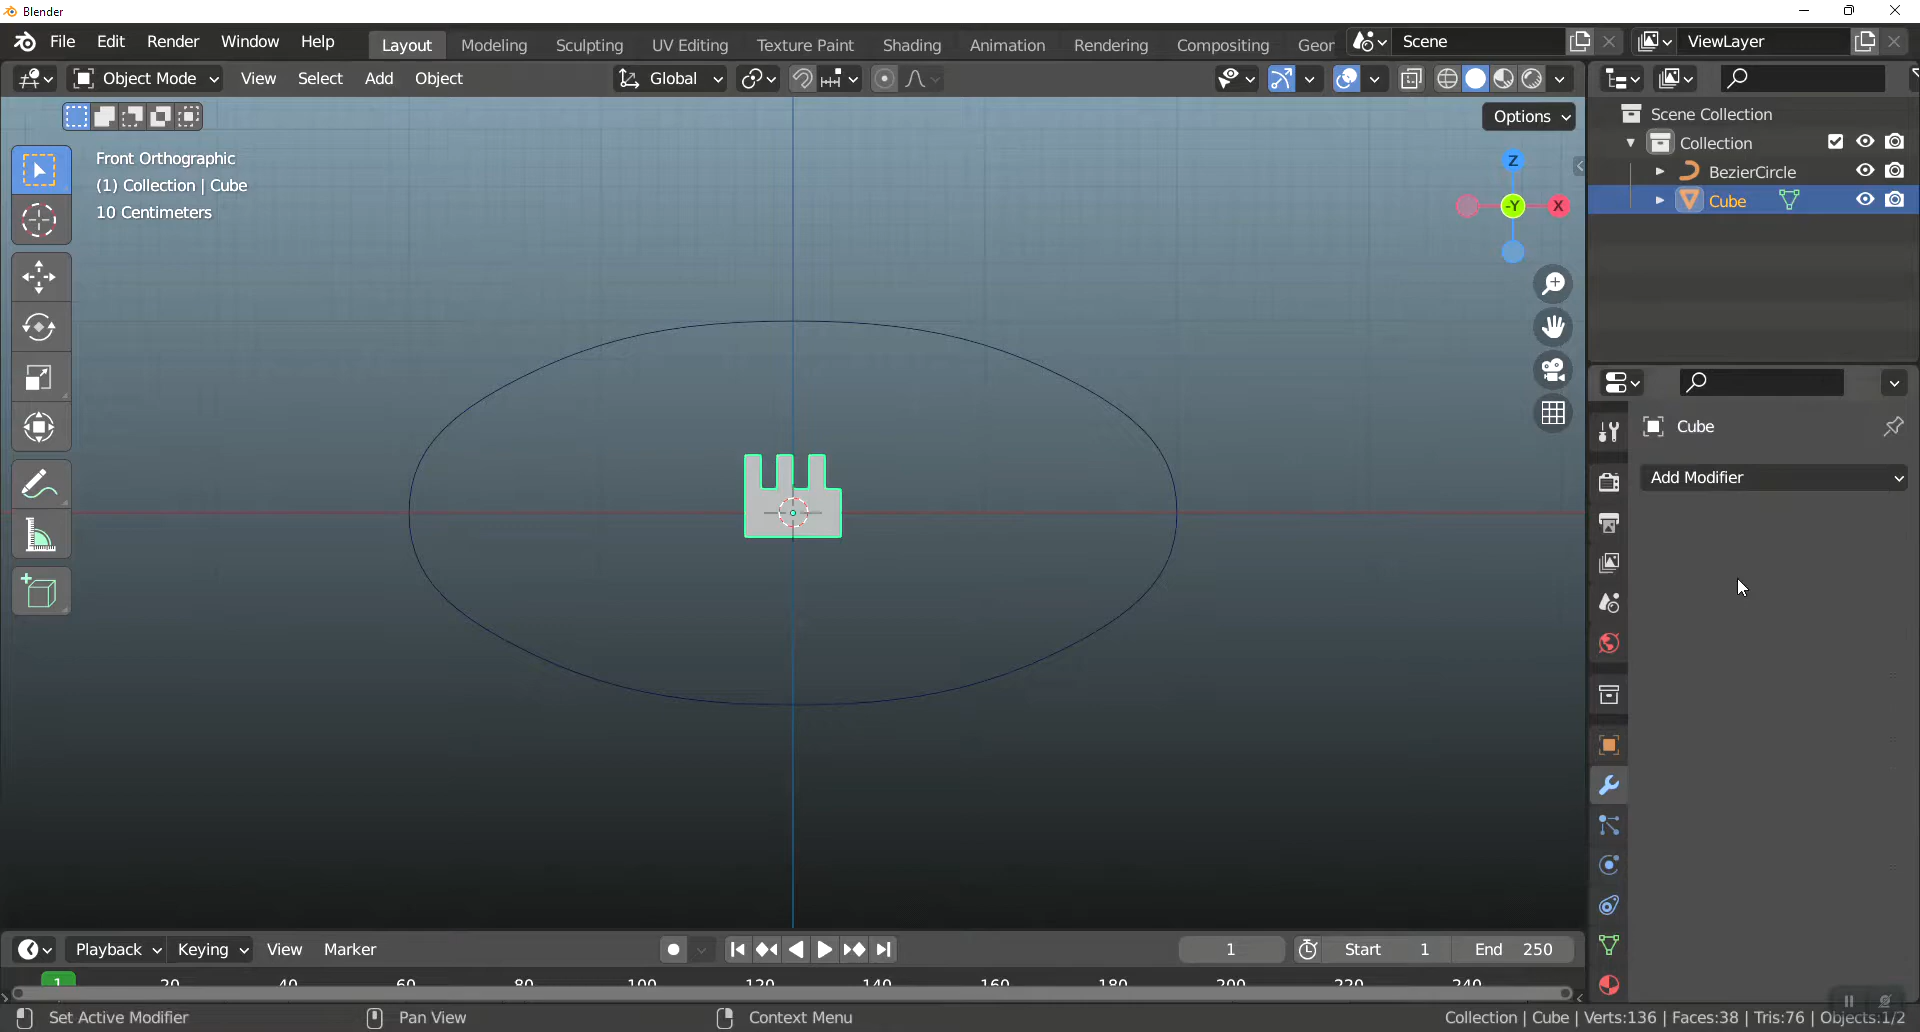 Blender
File Edit Render Window Help Layout Modeling Sculpting UV Editing Texture Paint Shading Animation Rendering Compositing Geor Scene ViewLayer
Object Mode View Select Add Object Global
Options
Scene Collection
Collection
BezierCircle
Cube
Front Orthographic
(1) Collection | Cube
10 Centimeters
Z
-Y X
Cube
Add Modifier
Playback Keying View Marker 1 Start 1 End 250
1 20 40 60 80 100 120 140 160 180 200 220 240
Set Active Modifier Pan View Context Menu Collection | Cube | Verts:136 | Faces:38 | Tris:76 | Objects:1/2